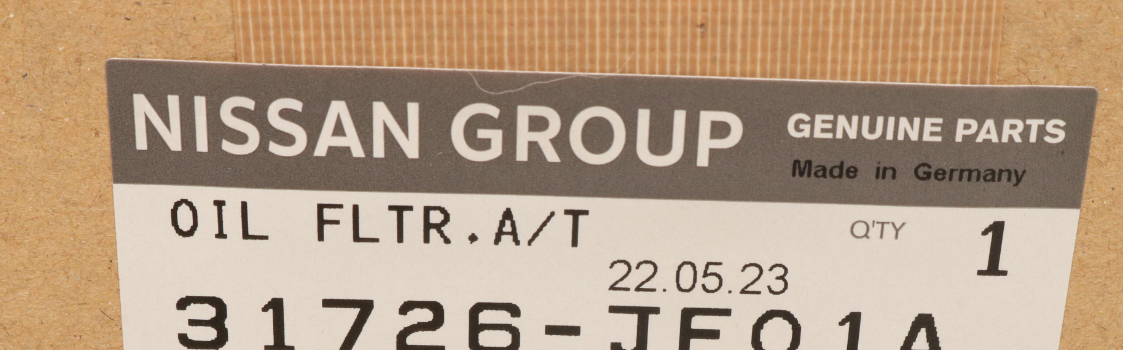 NISSAN GROUP
GENUINE PARTS
Made in Germany
OIL FLTR.A/T
Q'TY 1
22.05.23
31726-JF01A